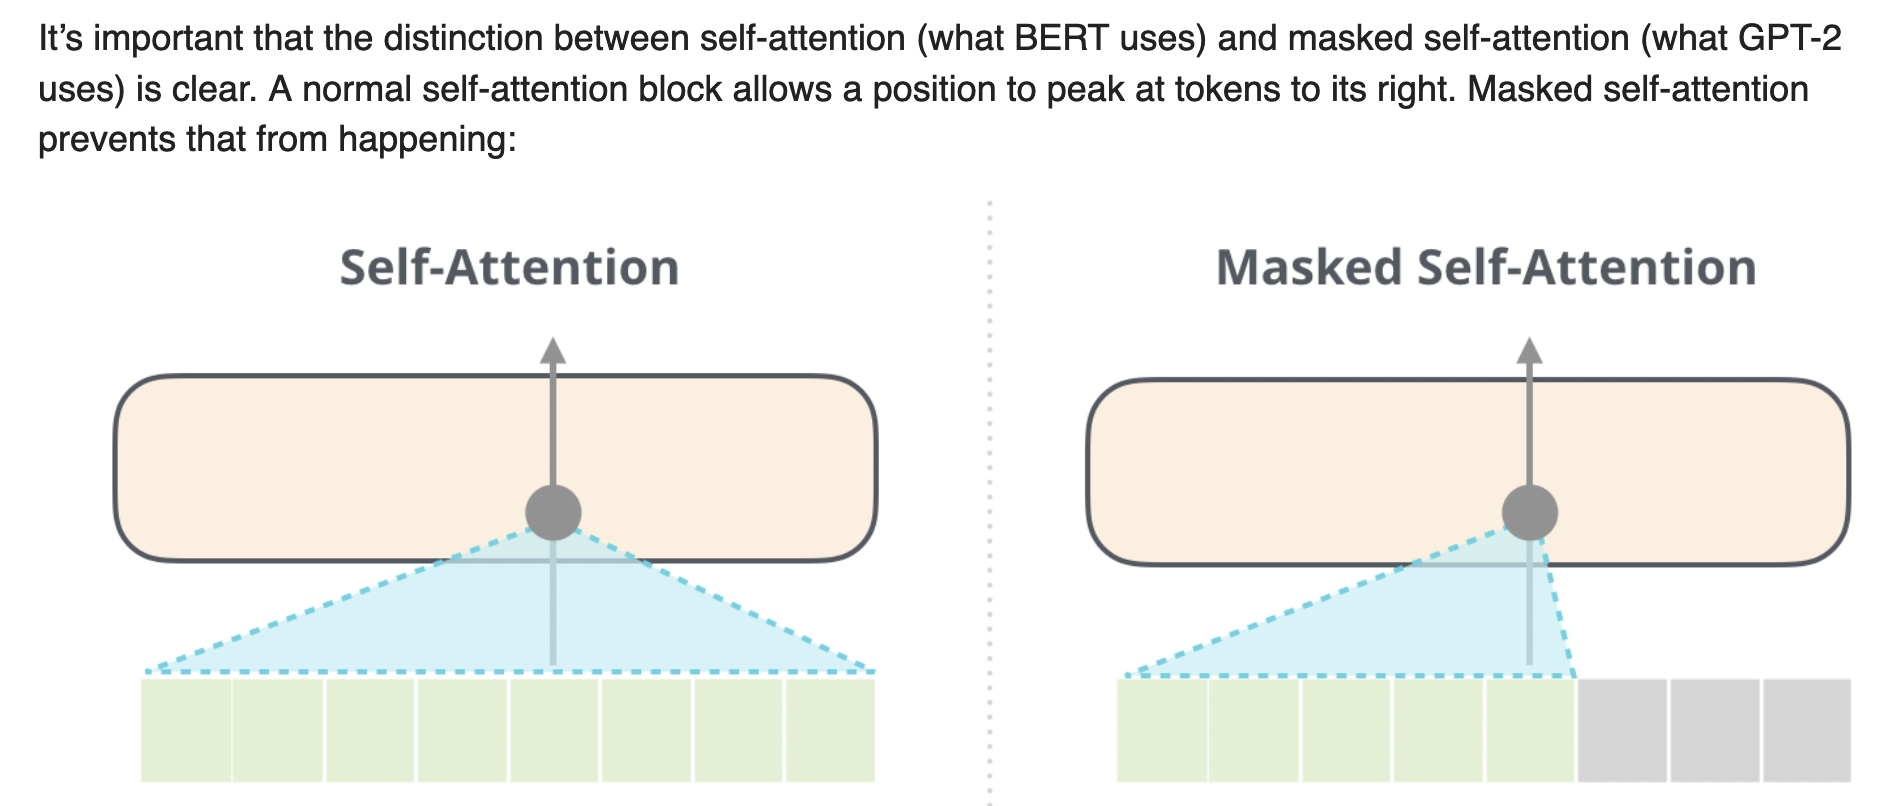 It’s important that the distinction between self-attention (what BERT uses) and masked self-attention (what GPT-2
uses) is clear. A normal self-attention block allows a position to peak at tokens to its right. Masked self-attention
prevents that from happening:
Self-Attention
Masked Self-Attention